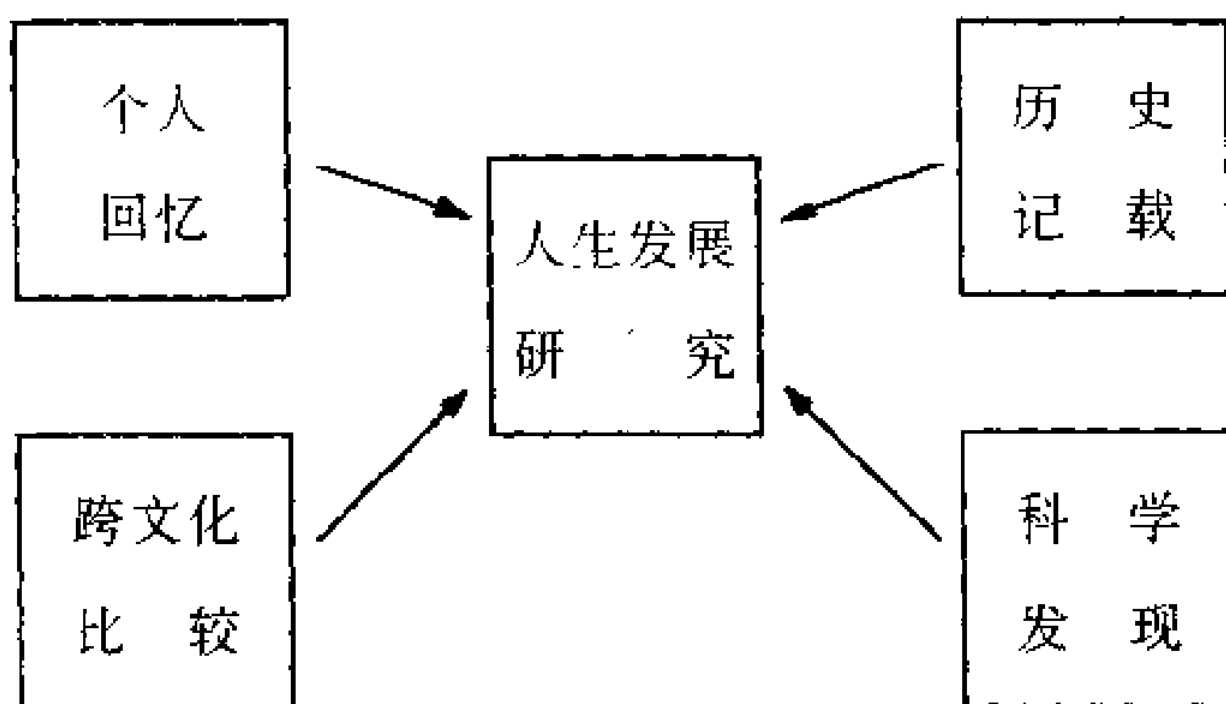 个人
回忆
历 史
记 载
人生发展
研 究
跨文化
比 较
科 学
发 现